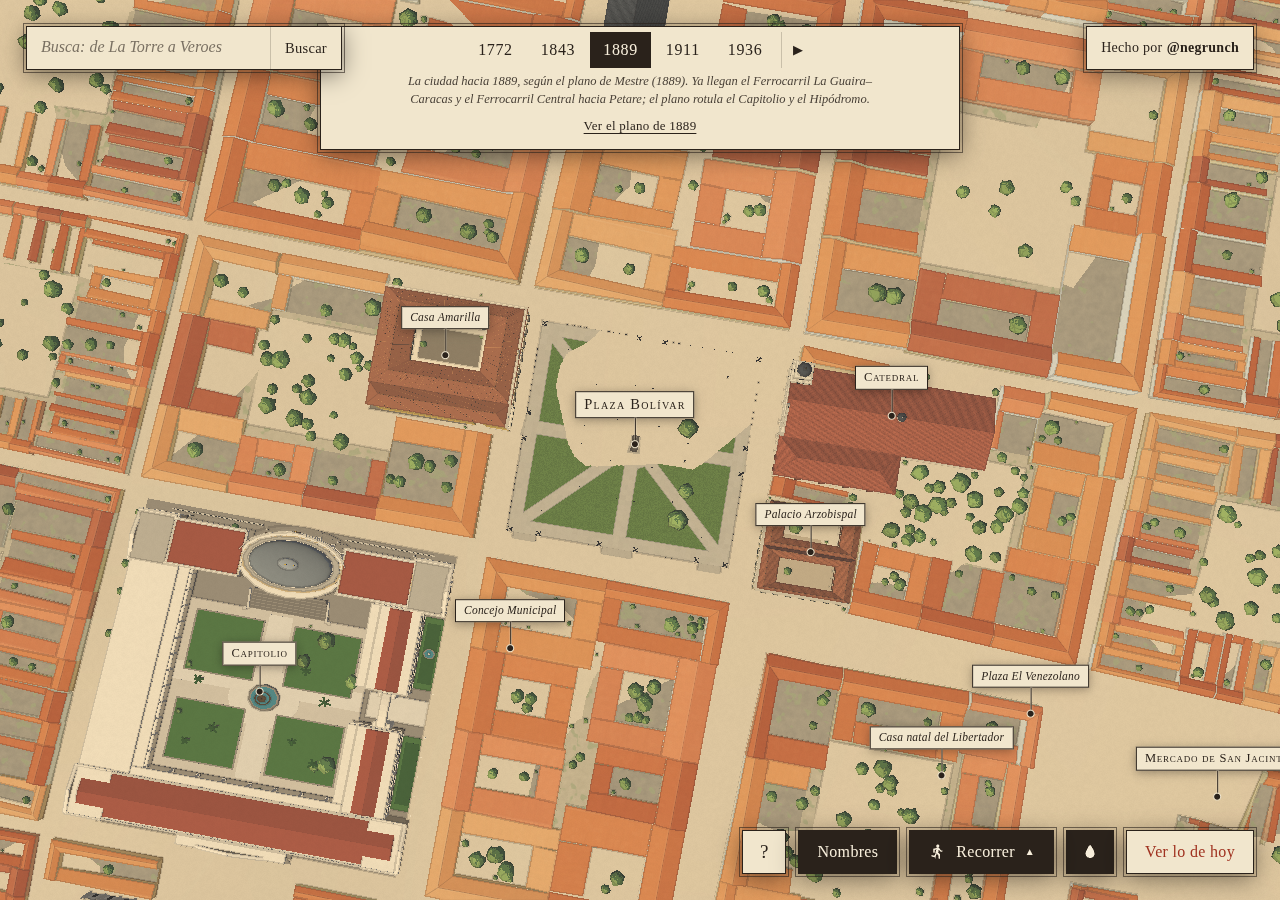 Busca: de La Torre a Veroes
Buscar
1772 1843 1889 1911 1936 ▶
La ciudad hacia 1889, según el plano de Mestre (1889). Ya llegan el Ferrocarril La Guaira–
Caracas y el Ferrocarril Central hacia Petare; el plano rotula el Capitolio y el Hipódromo.
Ver el plano de 1889
Hecho por @negrunch
Casa Amarilla
Catedral
Plaza Bolívar
Palacio Arzobispal
Concejo Municipal
Capitolio
Plaza El Venezolano
Casa natal del Libertador
Mercado de San Jacint
?
Nombres
Recorrer ▲
Ver lo de hoy